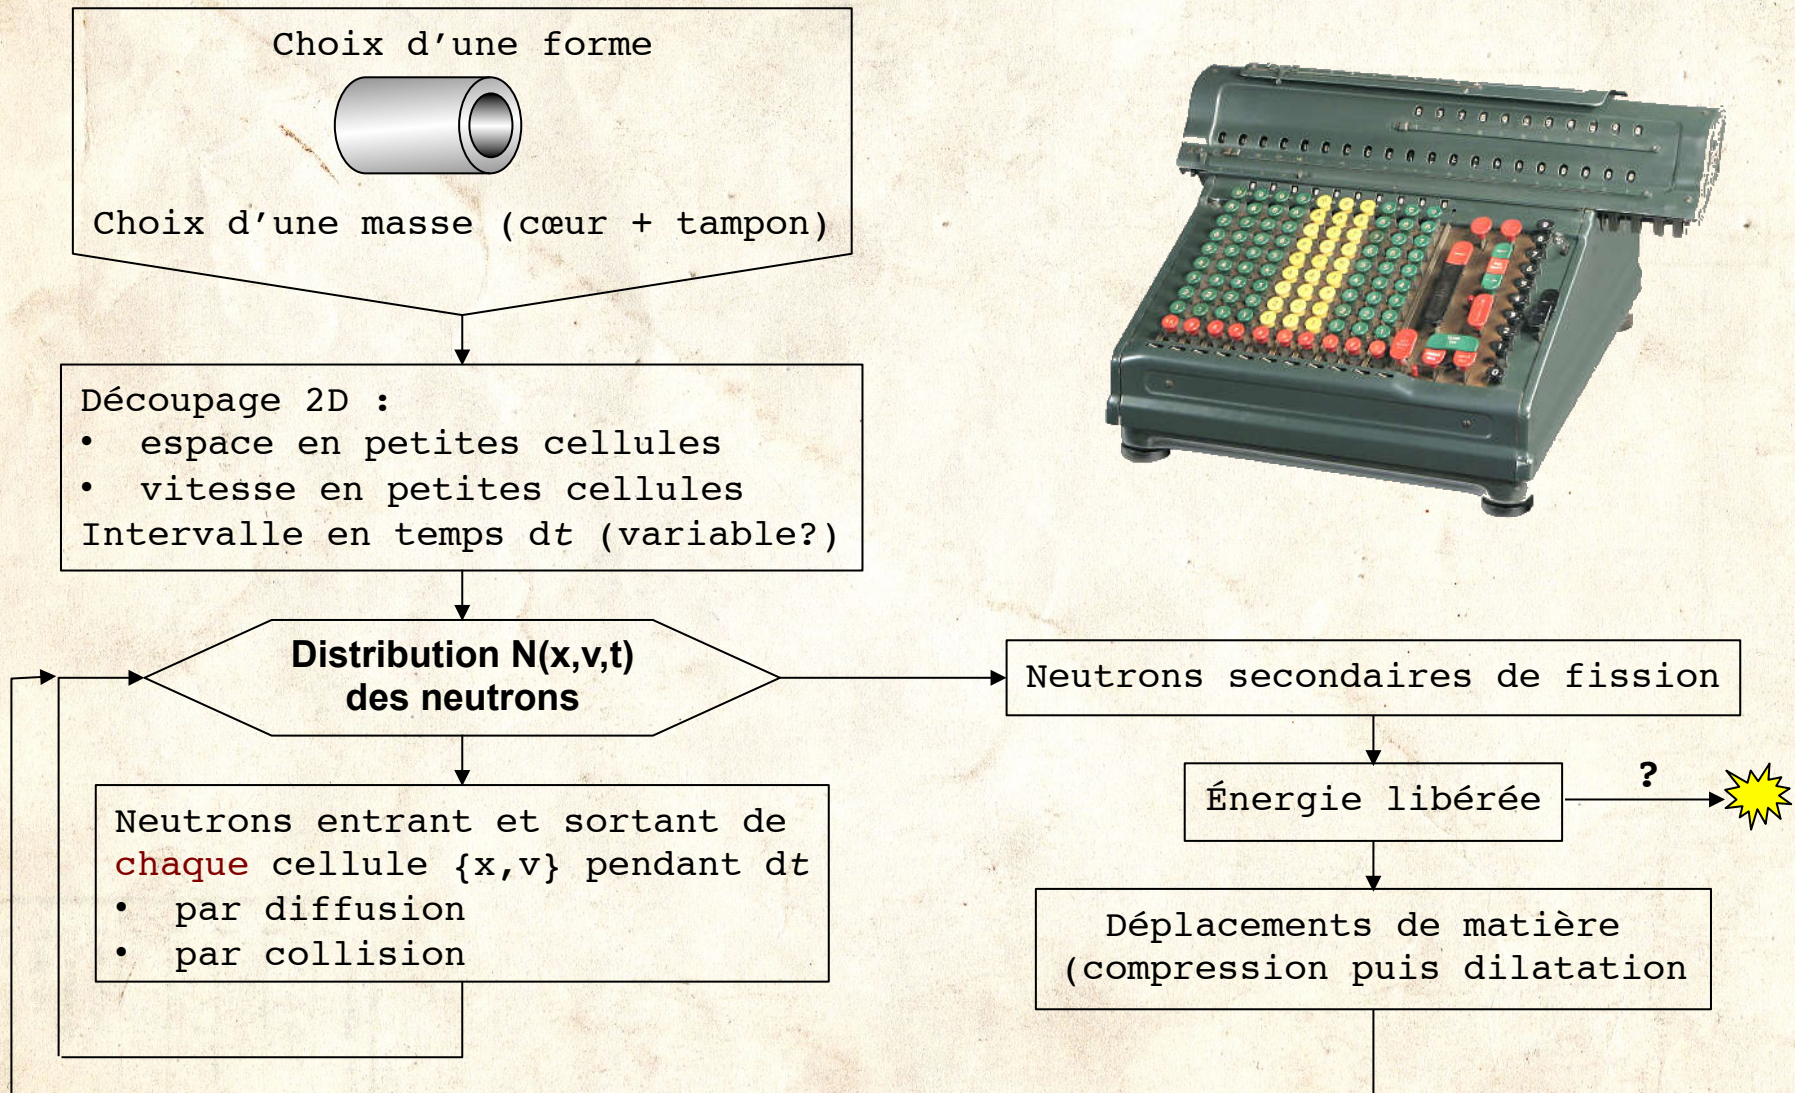 Choix d'une forme
Choix d'une masse (cœur + tampon)
Découpage 2D :
• espace en petites cellules
• vitesse en petites cellules
Intervalle en temps dt (variable?)
Distribution N(x,v,t)
des neutrons
Neutrons entrant et sortant de
chaque cellule {x,v} pendant dt
• par diffusion
• par collision
Neutrons secondaires de fission
Énergie libérée
?
Déplacements de matière
(compression puis dilatation